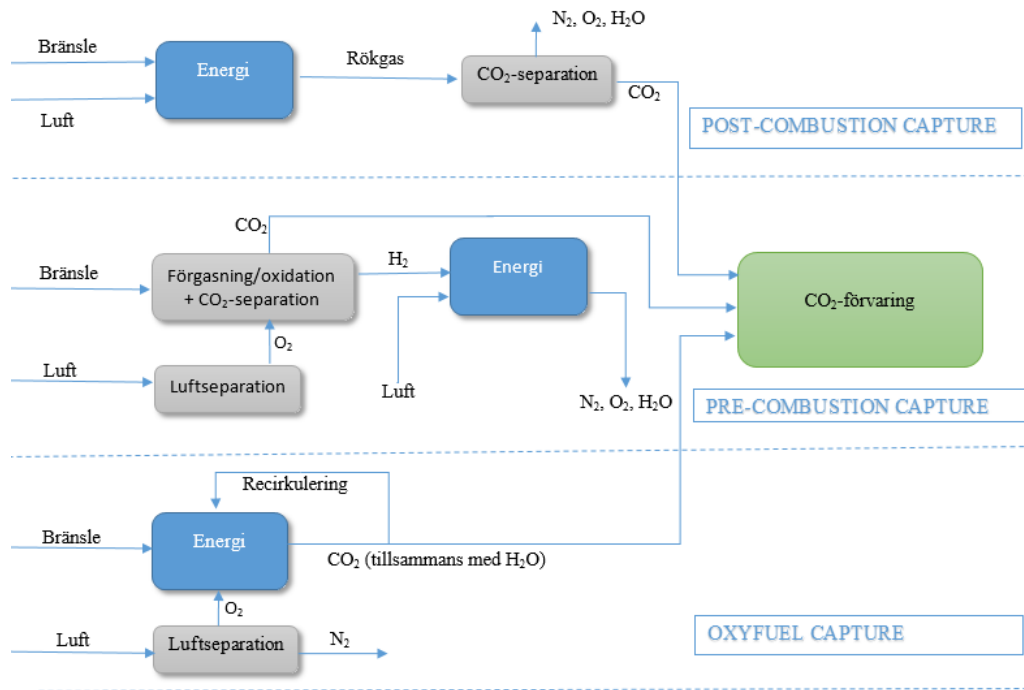 N₂, O₂, H₂O
Bränsle
Energi
Rökgas
CO₂-separation
CO₂
Luft
POST-COMBUSTION CAPTURE
CO₂
Bränsle
Förgasning/oxidation
+ CO₂-separation
H₂
Energi
CO₂-förvaring
O₂
Luft
Luftseparation
Luft
N₂, O₂, H₂O
PRE-COMBUSTION CAPTURE
Recirkulering
Bränsle
Energi
CO₂ (tillsammans med H₂O)
O₂
Luft
Luftseparation
N₂
OXYFUEL CAPTURE